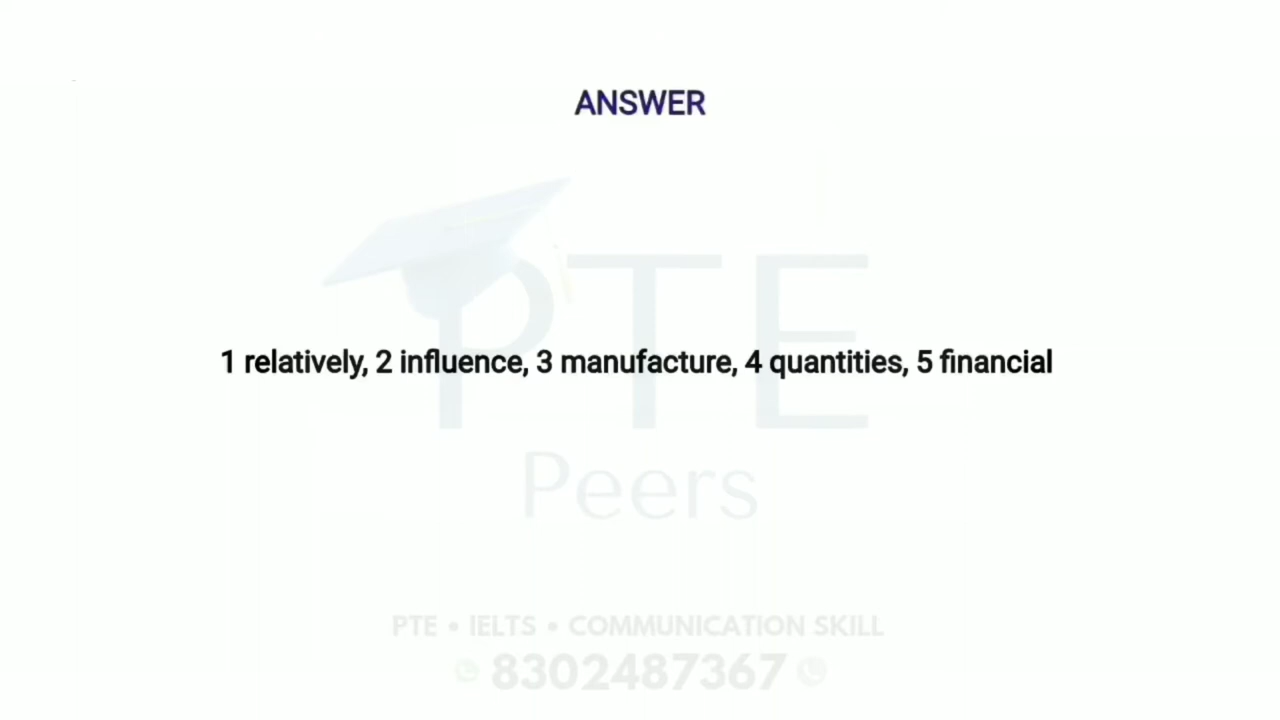 ANSWER
1 relatively, 2 influence, 3 manufacture, 4 quantities, 5 financial
PTE
Peers
PTE • IELTS • COMMUNICATION SKILL
8302487367